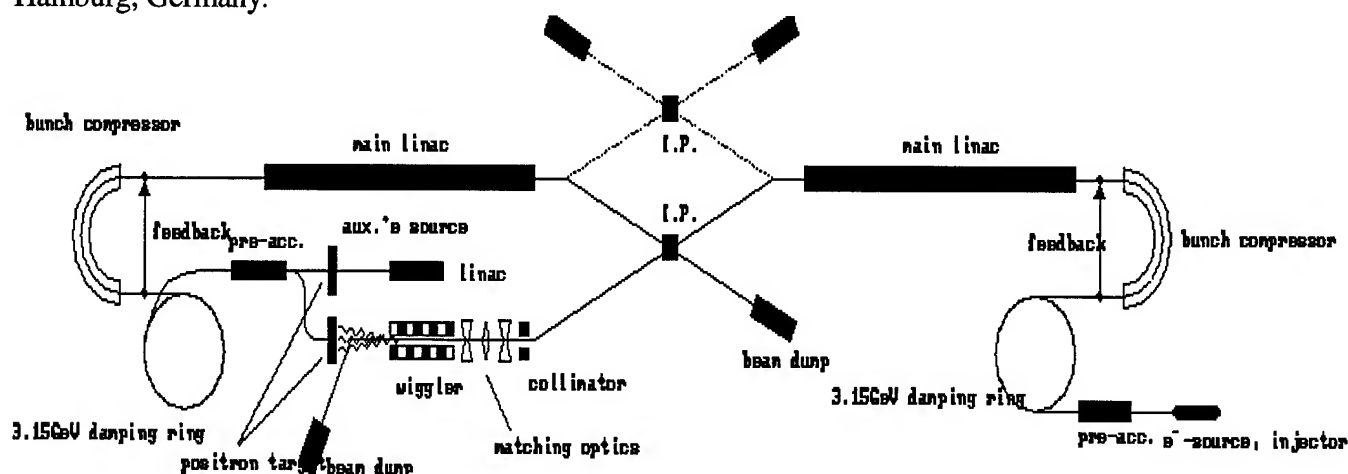 Hamburg, Germany.
I.P.
bunch compressor
main linac
main linac
I.P.
feedback
pre-acc.
aux.+e source
linac
feedback
bunch compressor
wiggler
collimator
beam dump
3.15GeV damping ring
matching optics
positron target
beam dump
3.15GeV damping ring
pre-acc.
e⁻-source, injector